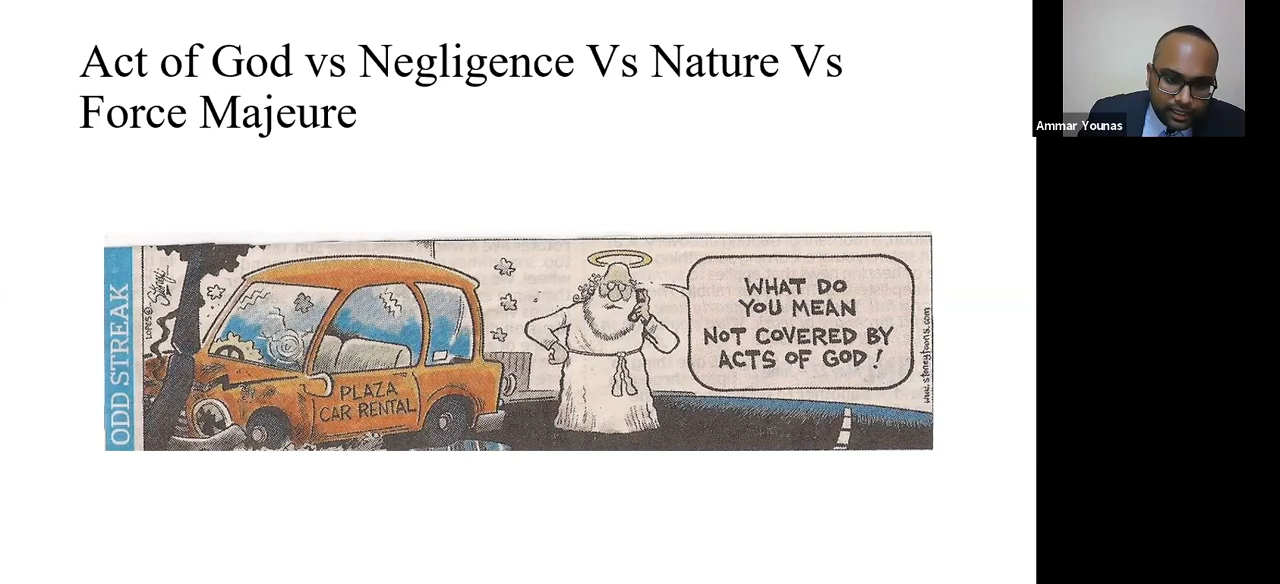 Act of God vs Negligence Vs Nature Vs
Force Majeure
Ammar Younas
ODD STREAK
PLAZA
CAR RENTAL
WHAT DO
YOU MEAN
NOT COVERED BY
ACTS OF GOD!
www.stoneytoons.com